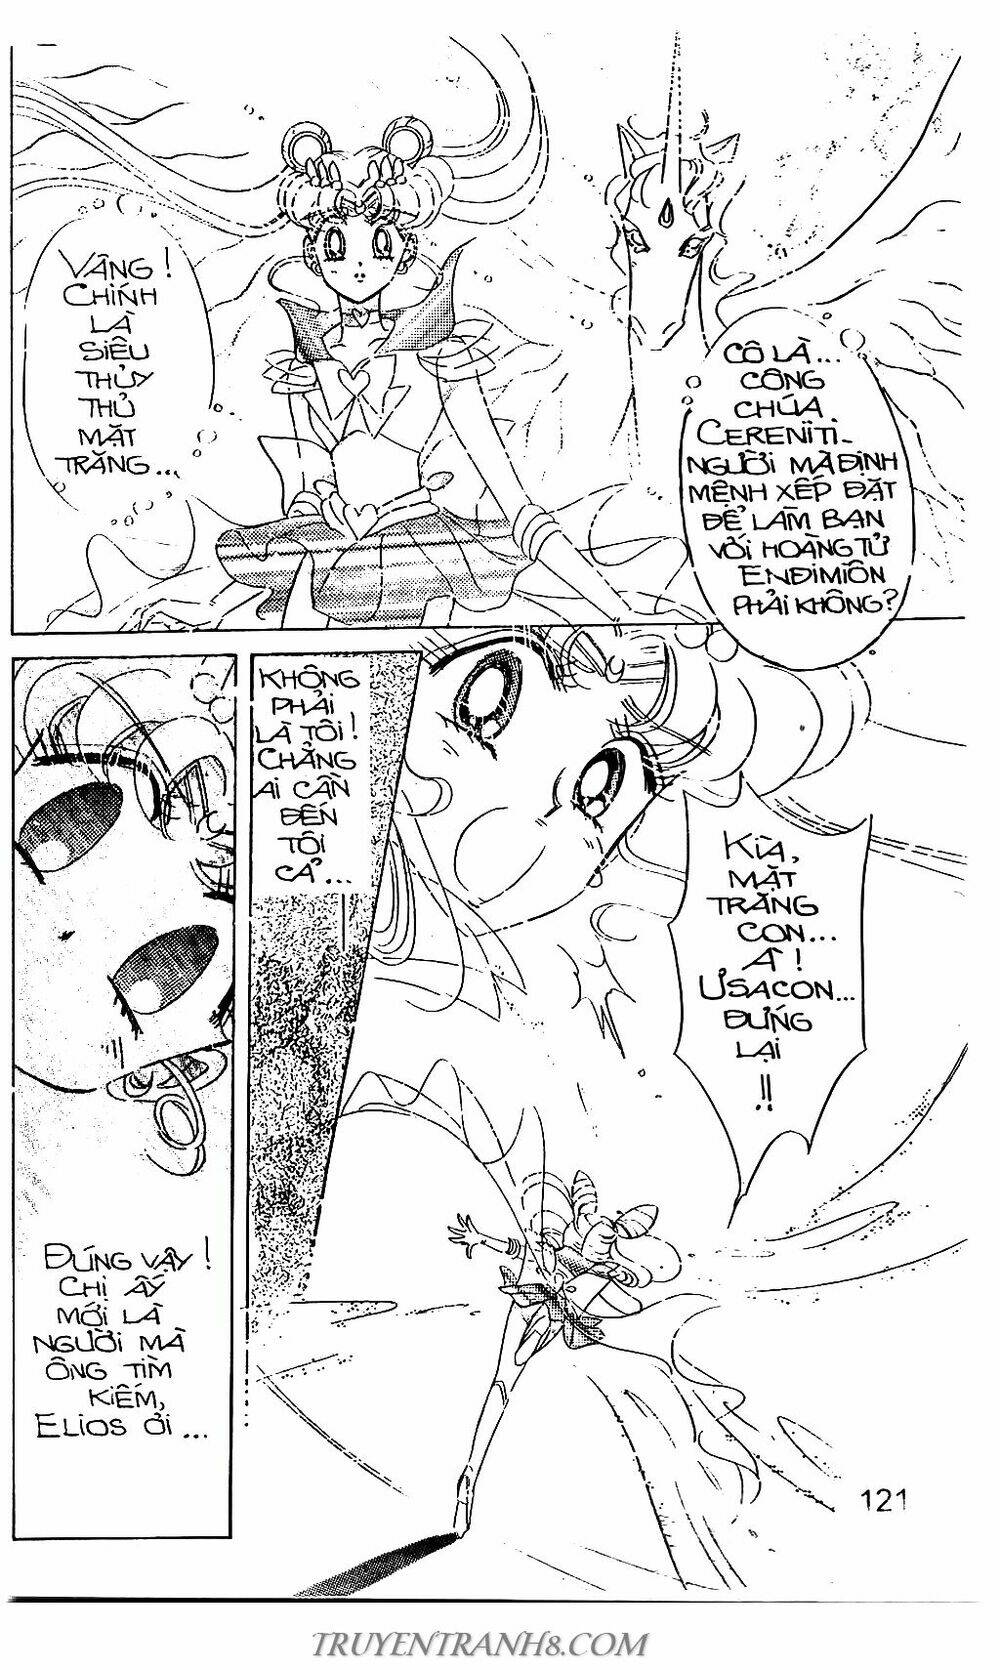 CÔ LÀ...
CÔNG
CHÚA
CERENITI-
NGƯỜI MÀ ĐỊNH
MỆNH XẾP ĐẶT
ĐỂ LÀM BẠN
VỚI HOÀNG TỬ
ENĐIMIÔN
PHẢI KHÔNG?
VÂNG!
CHÍNH
LÀ
SIÊU
THỦY
THỦ
MẶT
TRĂNG...
KÌA,
MẶT
TRĂNG
CON...
À!
USACON...
ĐỨNG
LẠI
!!
KHÔNG
PHẢI
LÀ TÔI!
CHẲNG
AI CẦN
ĐẾN
TÔI
CẢ...
ĐÚNG VẬY!
CHỊ ẤY
MỚI LÀ
NGƯỜI MÀ
ÔNG TÌM
KIẾM,
ELIOS ỞI...
121
TRUYENTRANH8.COM